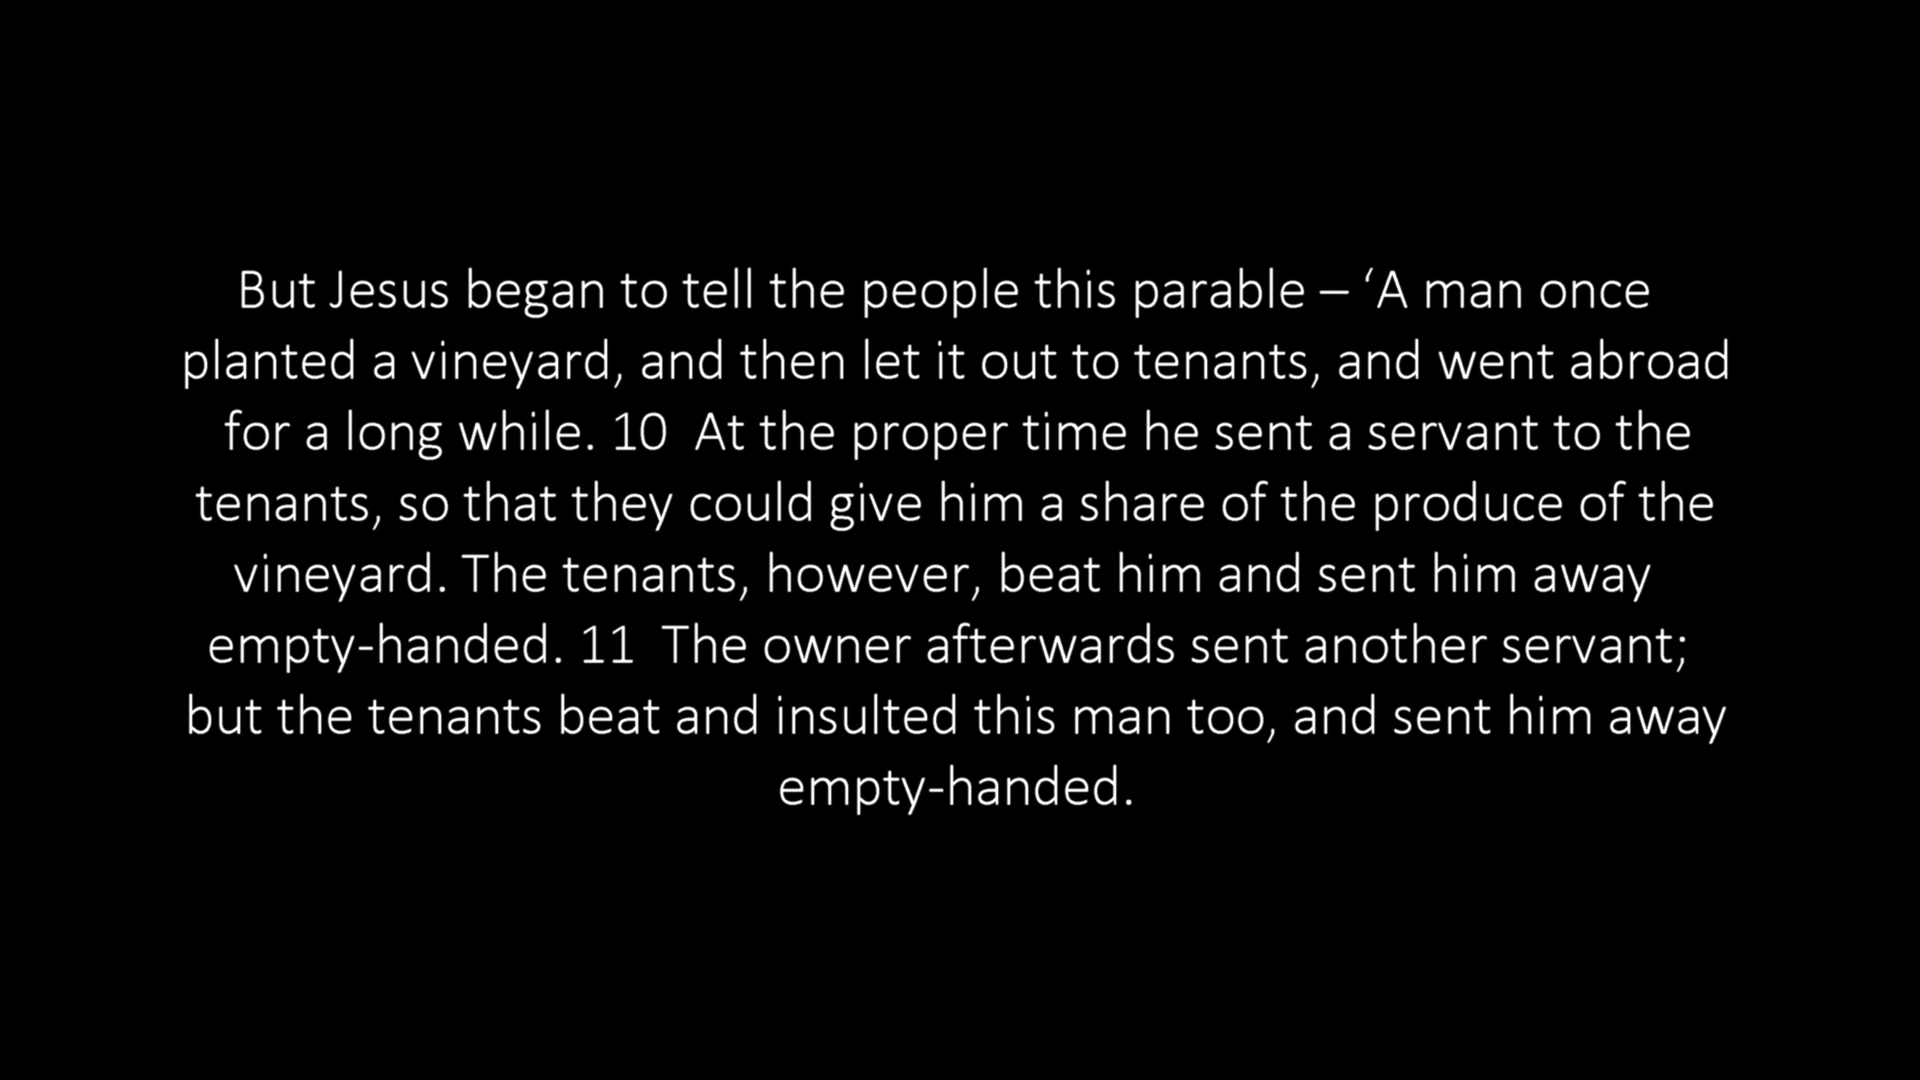 But Jesus began to tell the people this parable – ‘A man once
planted a vineyard, and then let it out to tenants, and went abroad
for a long while. 10  At the proper time he sent a servant to the
tenants, so that they could give him a share of the produce of the
vineyard. The tenants, however, beat him and sent him away
empty-handed. 11  The owner afterwards sent another servant;
but the tenants beat and insulted this man too, and sent him away
empty-handed.